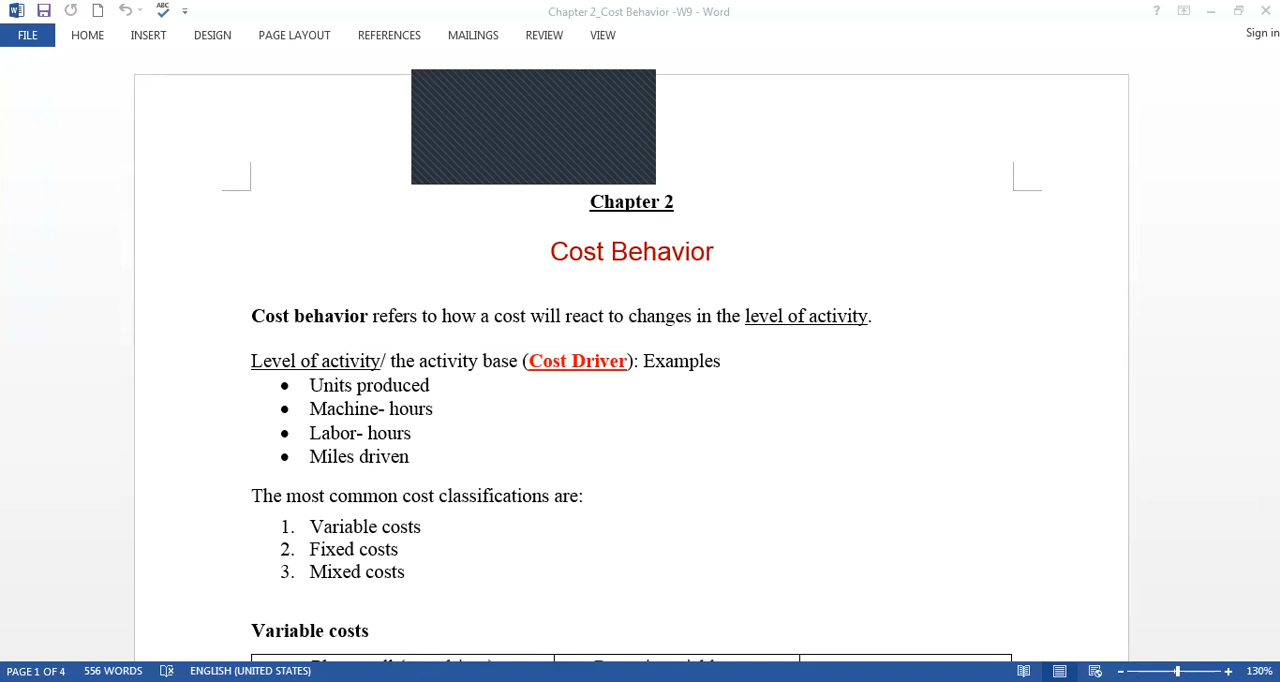 Chapter 2_Cost Behavior -W9 - Word
FILE HOME INSERT DESIGN PAGE LAYOUT REFERENCES MAILINGS REVIEW VIEW Sign in
Chapter 2
Cost Behavior
Cost behavior refers to how a cost will react to changes in the level of activity.
Level of activity/ the activity base (Cost Driver): Examples
• Units produced
• Machine- hours
• Labor- hours
• Miles driven
The most common cost classifications are:
1. Variable costs
2. Fixed costs
3. Mixed costs
Variable costs
PAGE 1 OF 4 556 WORDS ENGLISH (UNITED STATES) 130%